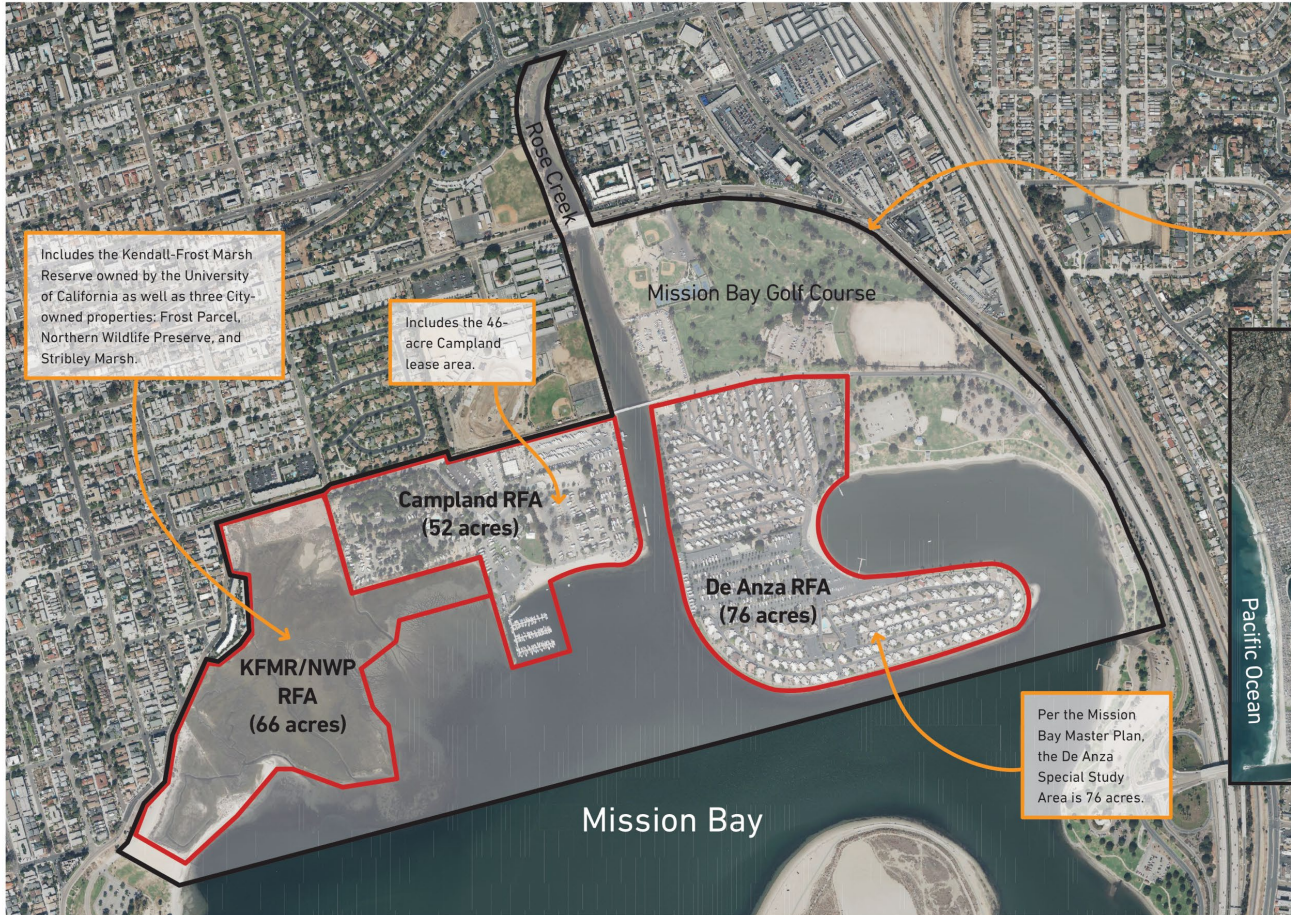 Rose Creek
Includes the Kendall-Frost Marsh
Reserve owned by the University
of California as well as three City-
owned properties: Frost Parcel,
Northern Wildlife Preserve, and
Stribley Marsh.
Includes the 46-
acre Campland
lease area.
Mission Bay Golf Course
Campland RFA
(52 acres)
De Anza RFA
(76 acres)
KFMR/NWP
RFA
(66 acres)
Per the Mission
Bay Master Plan,
the De Anza
Special Study
Area is 76 acres.
Mission Bay
Pacific Ocean